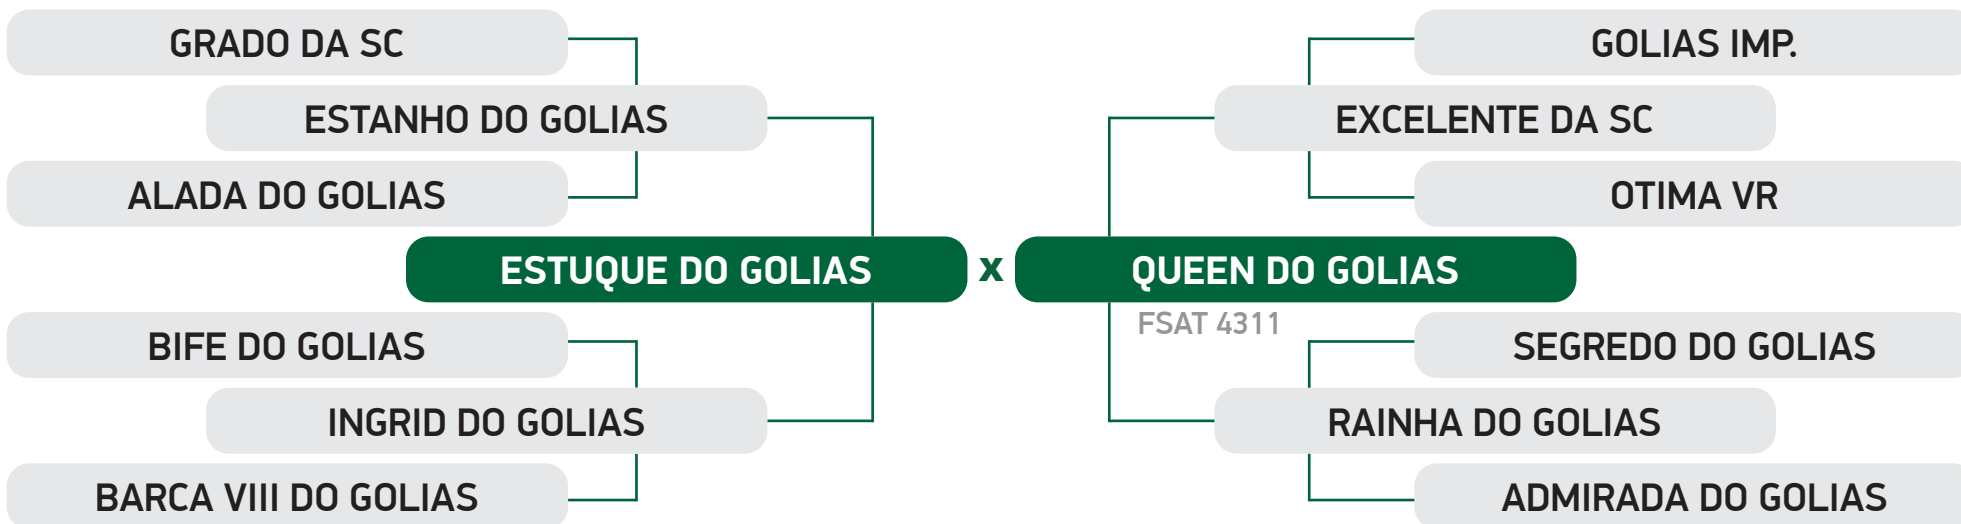 GRADO DA SC
GOLIAS IMP.
ESTANHO DO GOLIAS
EXCELENTE DA SC
ALADA DO GOLIAS
OTIMA VR
ESTUQUE DO GOLIAS x QUEEN DO GOLIAS
FSAT 4311
BIFE DO GOLIAS
SEGREDO DO GOLIAS
INGRID DO GOLIAS
RAINHA DO GOLIAS
BARCA VIII DO GOLIAS
ADMIRADA DO GOLIAS